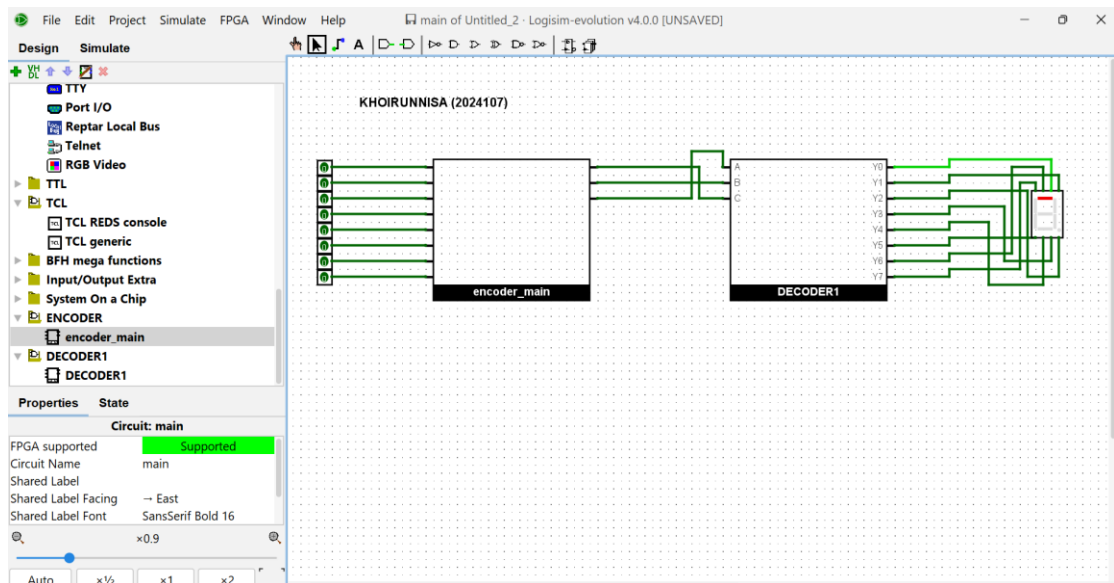 File Edit Project Simulate FPGA Window Help main of Untitled_2 · Logisim-evolution v4.0.0 [UNSAVED]
Design Simulate
A
VH
DL
TTY
Port I/O
Reptar Local Bus
Telnet
RGB Video
TTL
TCL
TCL REDS console
TCL generic
BFH mega functions
Input/Output Extra
System On a Chip
ENCODER
encoder_main
DECODER1
DECODER1
Properties State
Circuit: main
FPGA supported Supported
Circuit Name main
Shared Label
Shared Label Facing → East
Shared Label Font SansSerif Bold 16
×0.9
Auto ×½ ×1 ×2
KHOIRUNNISA (2024107)
0
0
0
0
0
0
0
0
encoder_main
A
B
C
Y0
Y1
Y2
Y3
Y4
Y5
Y6
Y7
DECODER1